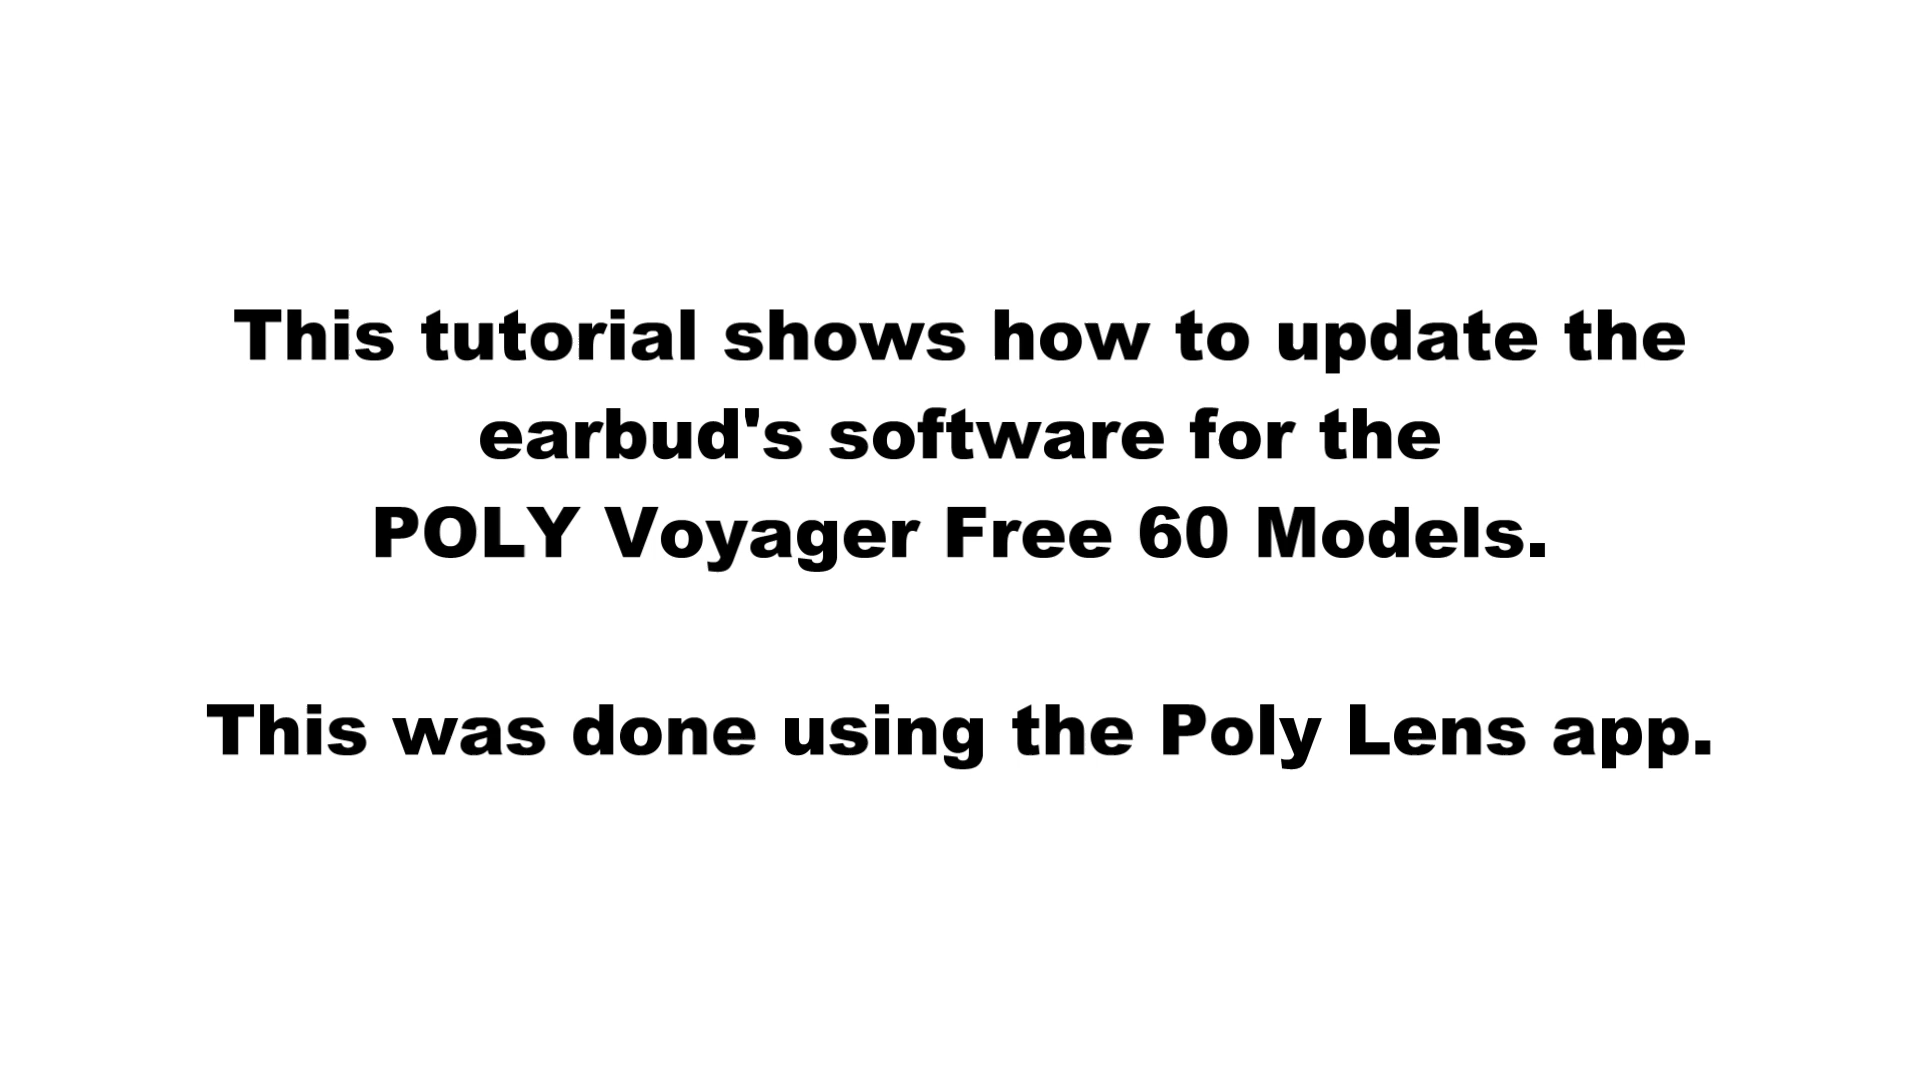 This tutorial shows how to update the
earbud's software for the
POLY Voyager Free 60 Models.
This was done using the Poly Lens app.